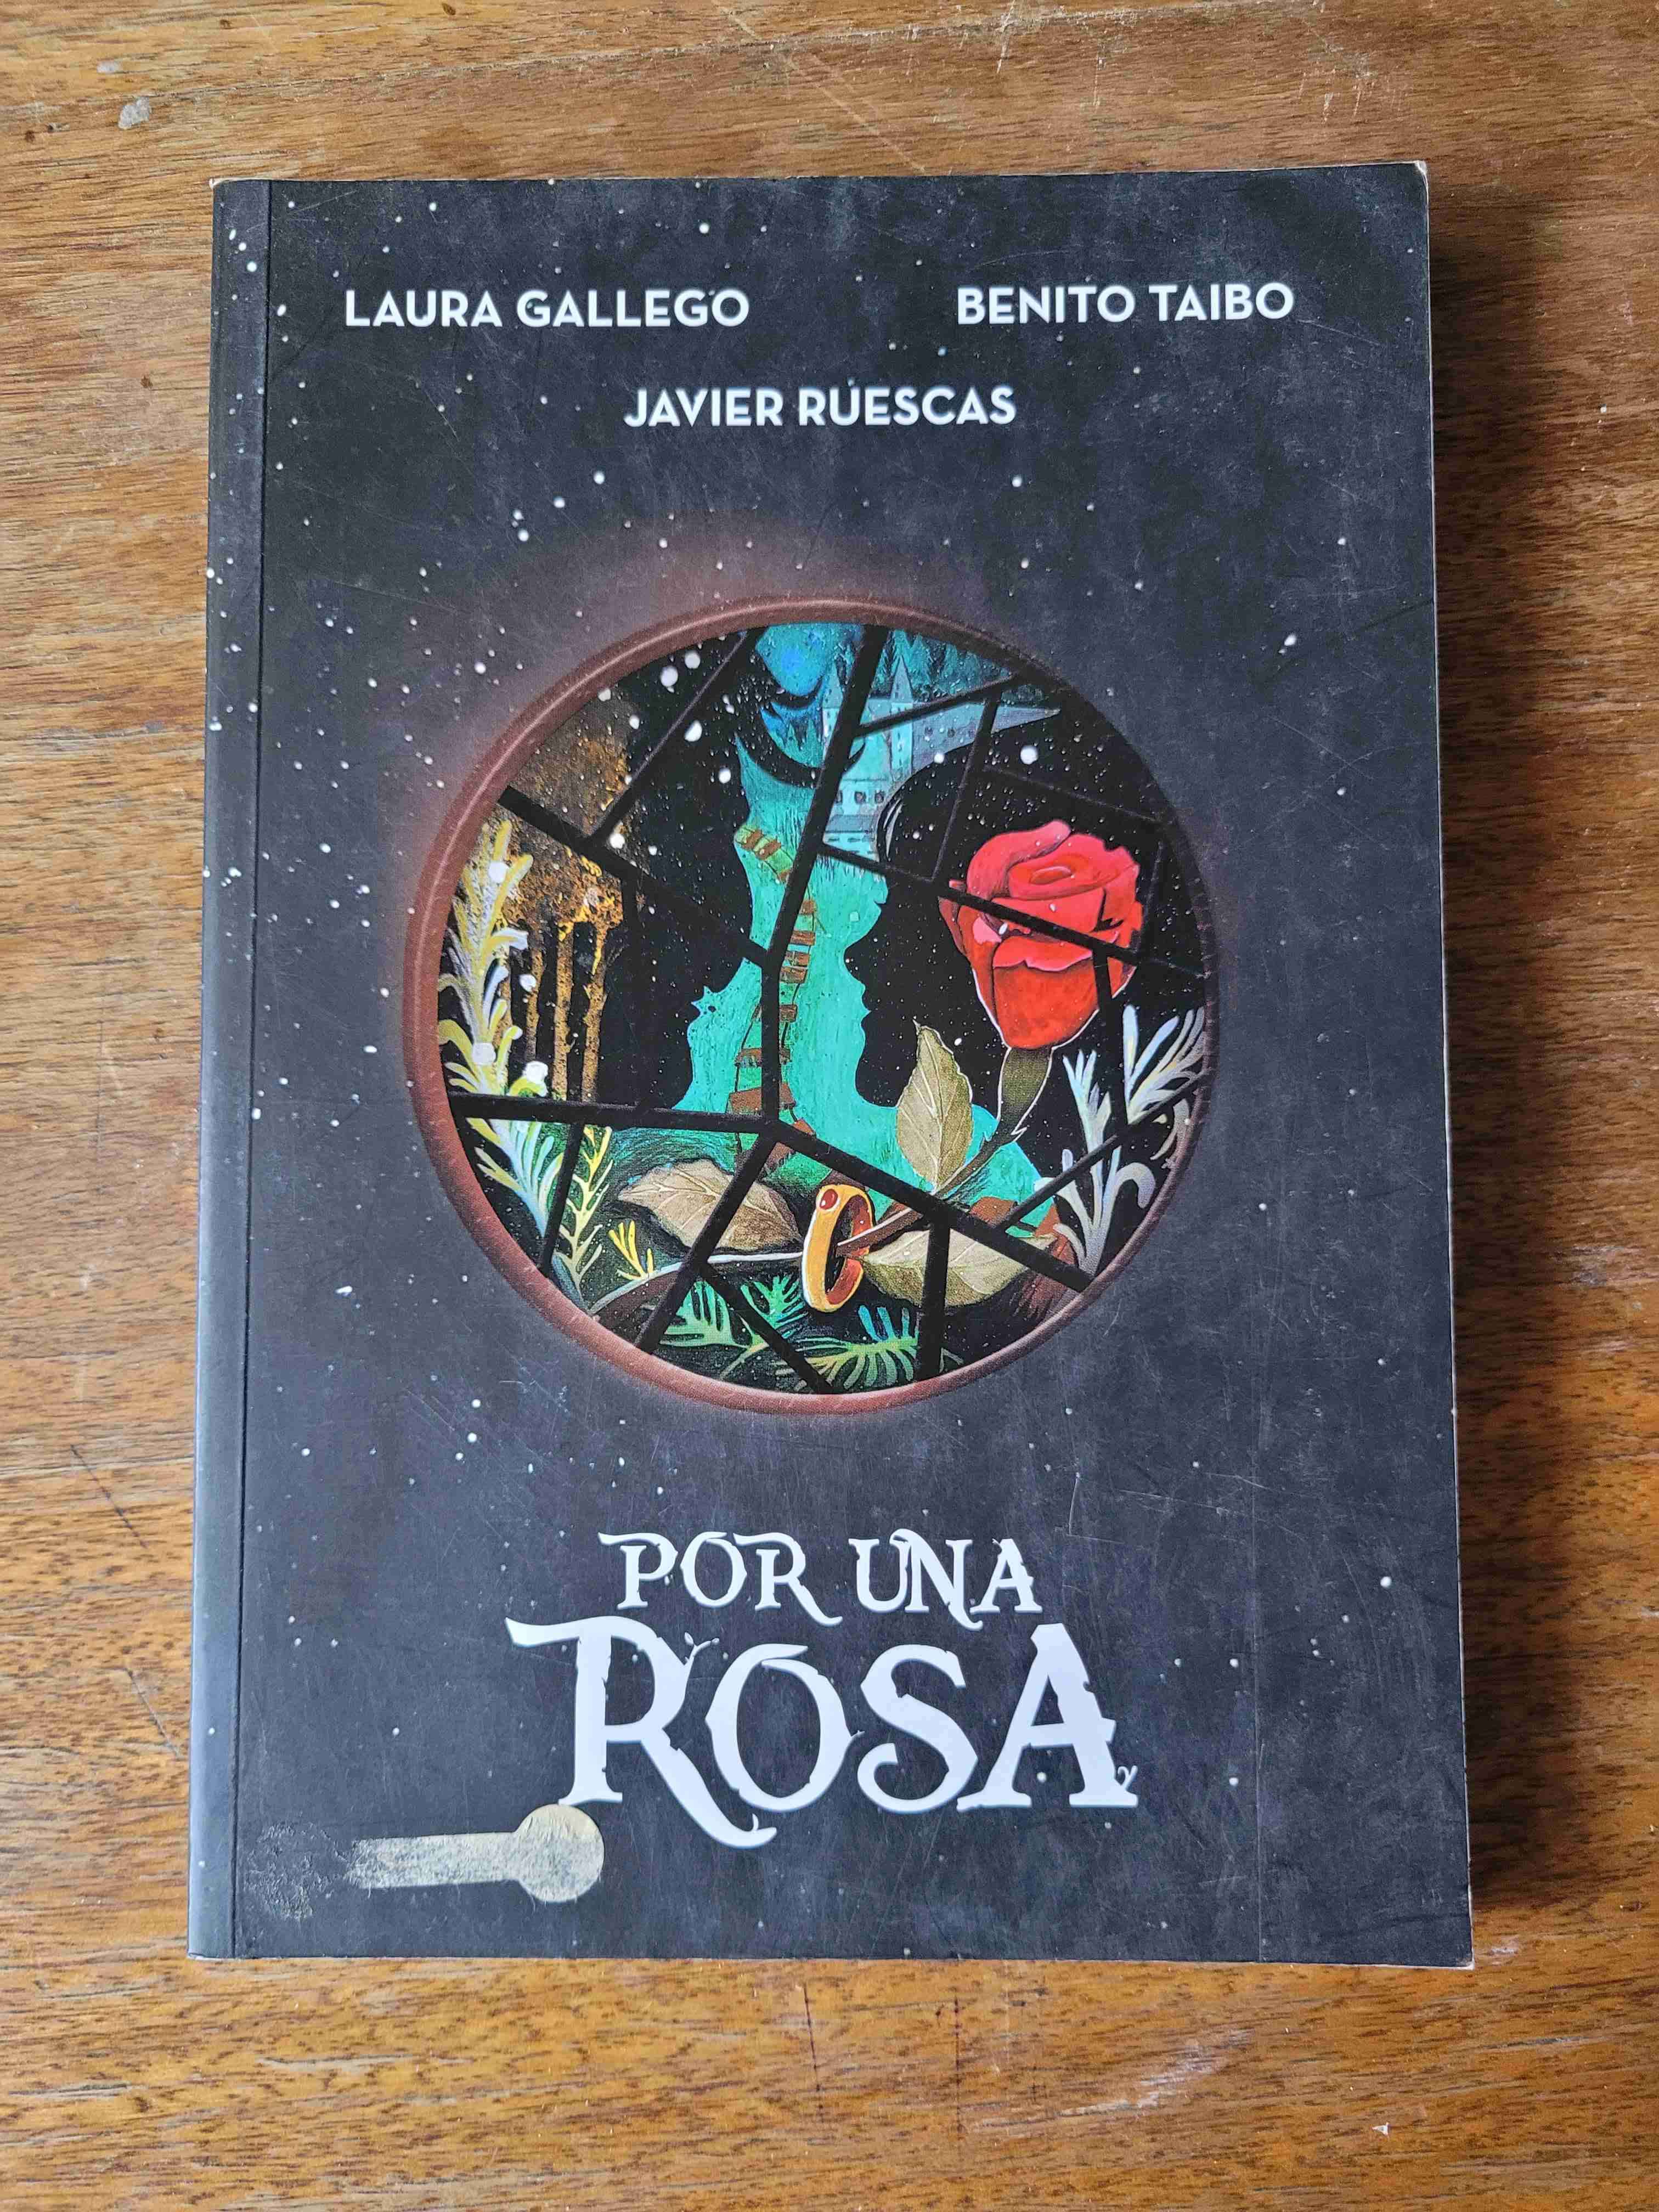 LAURA GALLEGO
BENITO TAIBO
JAVIER RUESCAS
POR UNA
ROSA